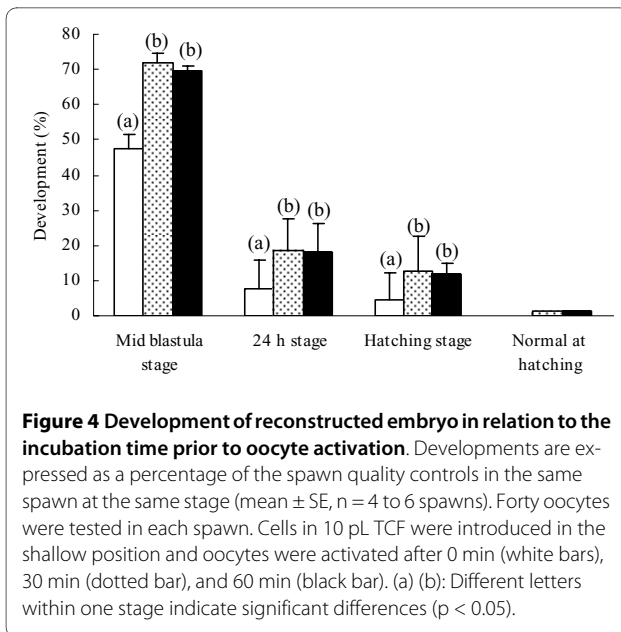 80
70
60
50
40
30
20
10
0
Development (%)
(a)
(b)
(b)
(a)
(b)
(b)
(a)
(b)
(b)
Mid blastula
stage
24 h stage
Hatching stage
Normal at
hatching
Figure 4 Development of reconstructed embryo in relation to the
incubation time prior to oocyte activation. Developments are ex-
pressed as a percentage of the spawn quality controls in the same
spawn at the same stage (mean ± SE, n = 4 to 6 spawns). Forty oocytes
were tested in each spawn. Cells in 10 pL TCF were introduced in the
shallow position and oocytes were activated after 0 min (white bars),
30 min (dotted bar), and 60 min (black bar). (a) (b): Different letters
within one stage indicate significant differences (p < 0.05).